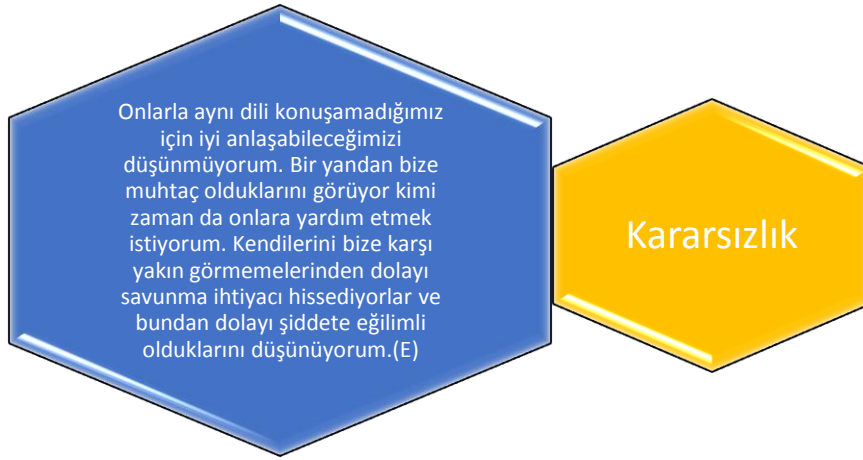 Onlarla aynı dili konuşamadığımız
için iyi anlaşabileceğimizi
düşünmüyorum. Bir yandan bize
muhtaç olduklarını görüyor kimi
zaman da onlara yardım etmek
istiyorum. Kendilerini bize karşı
yakın görmemelerinden dolayı
savunma ihtiyacı hissediyorlar ve
bundan dolayı şiddete eğilimli
olduklarını düşünüyorum.(E)
Kararsızlık